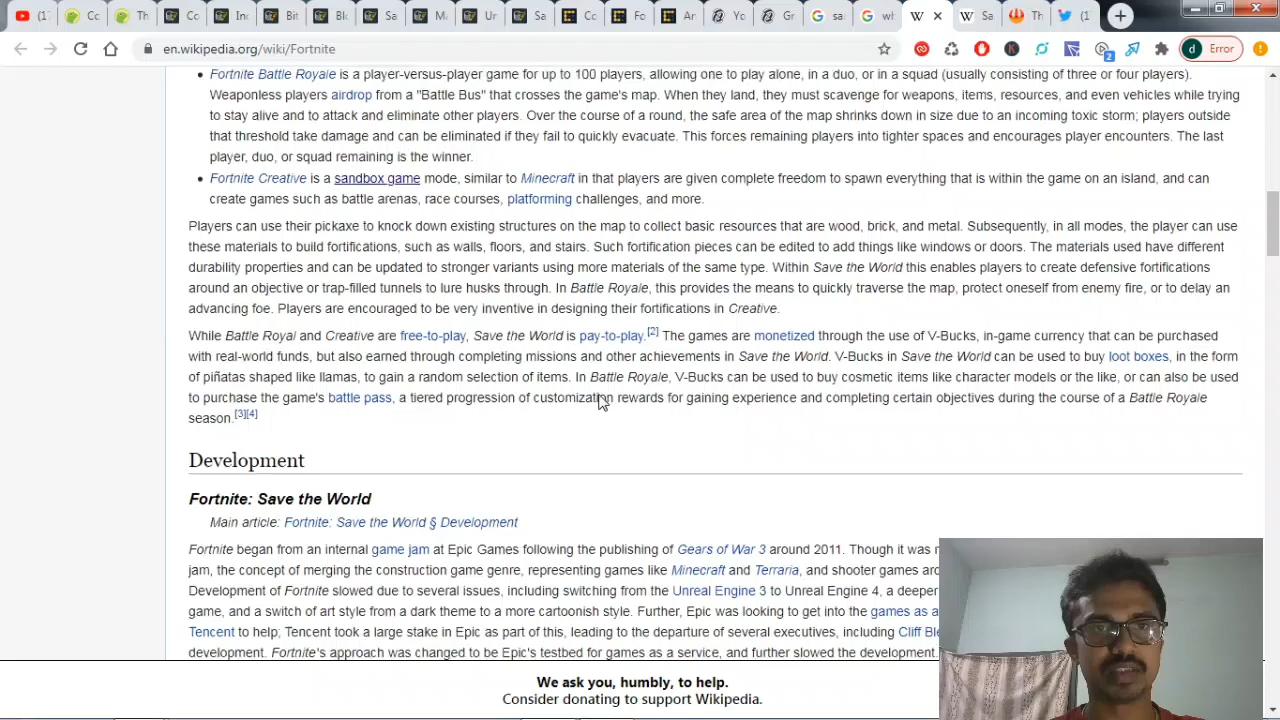 (1
Co
Th
Co
Inc
Bit
Blo
Sa
Ma
Ur
Sa
Co
Fo
An
Yo
Gr
sa
wh
Sa
Th
(1
en.wikipedia.org/wiki/Fortnite
2
d Error
• Fortnite Battle Royale is a player-versus-player game for up to 100 players, allowing one to play alone, in a duo, or in a squad (usually consisting of three or four players).
Weaponless players airdrop from a "Battle Bus" that crosses the game's map. When they land, they must scavenge for weapons, items, resources, and even vehicles while trying
to stay alive and to attack and eliminate other players. Over the course of a round, the safe area of the map shrinks down in size due to an incoming toxic storm; players outside
that threshold take damage and can be eliminated if they fail to quickly evacuate. This forces remaining players into tighter spaces and encourages player encounters. The last
player, duo, or squad remaining is the winner.
• Fortnite Creative is a sandbox game mode, similar to Minecraft in that players are given complete freedom to spawn everything that is within the game on an island, and can
create games such as battle arenas, race courses, platforming challenges, and more.
Players can use their pickaxe to knock down existing structures on the map to collect basic resources that are wood, brick, and metal. Subsequently, in all modes, the player can use
these materials to build fortifications, such as walls, floors, and stairs. Such fortification pieces can be edited to add things like windows or doors. The materials used have different
durability properties and can be updated to stronger variants using more materials of the same type. Within Save the World this enables players to create defensive fortifications
around an objective or trap-filled tunnels to lure husks through. In Battle Royale, this provides the means to quickly traverse the map, protect oneself from enemy fire, or to delay an
advancing foe. Players are encouraged to be very inventive in designing their fortifications in Creative.
While Battle Royal and Creative are free-to-play, Save the World is pay-to-play.[2] The games are monetized through the use of V-Bucks, in-game currency that can be purchased
with real-world funds, but also earned through completing missions and other achievements in Save the World. V-Bucks in Save the World can be used to buy loot boxes, in the form
of piñatas shaped like llamas, to gain a random selection of items. In Battle Royale, V-Bucks can be used to buy cosmetic items like character models or the like, or can also be used
to purchase the game's battle pass, a tiered progression of customization rewards for gaining experience and completing certain objectives during the course of a Battle Royale
season.[3][4]
Development
Fortnite: Save the World
Main article: Fortnite: Save the World § Development
Fortnite began from an internal game jam at Epic Games following the publishing of Gears of War 3 around 2011. Though it was
jam, the concept of merging the construction game genre, representing games like Minecraft and Terraria, and shooter games
Development of Fortnite slowed due to several issues, including switching from the Unreal Engine 3 to Unreal Engine 4, a deeper
game, and a switch of art style from a dark theme to a more cartoonish style. Further, Epic was looking to get into the games as a
Tencent to help; Tencent took a large stake in Epic as part of this, leading to the departure of several executives, including Cliff
development. Fortnite's approach was changed to be Epic's testbed for games as a service, and further slowed the development.
We ask you, humbly, to help.
Consider donating to support Wikipedia.